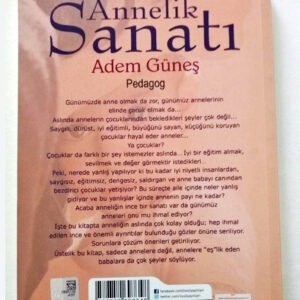 Annelik
Sanatı
Adem Güneş
Pedagog
Günümüzde anne olmak da zor, günümüz annelerinin
elinde çocuk olmak da...
Aslında annelerin çocuklarından bekledikleri şeyler çok değil...
Saygılı, dürüst, iyi eğitimli, büyüğünü sayan, küçüğünü koruyan
çocuklar hayal eder anneler...
Ya çocuklar?
Çocuklar da farklı bir şey istemezler aslında...İyi bir eğitim almak,
sevilmek ve değer görmektir istedikleri...
Peki, nerede yanlış yapılıyor ki bu kadar iyi niyetli insanlardan,
saygısız, eğitimsiz, dengesiz, saldırgan ve anne babayı canından
bezdirici çocuklar yetişiyor? Bu süreçte aile içinde neler yanlış
gidiyor ve bu yanlışlar içinde annenin payı ne kadar?
Acaba anneliğin ince bir sanatı var da günümüz
anneleri onu mu ihmal ediyor?
İşte bu kitapta anneliğin aslında çok kolay olduğu; hep ihmal
edilen ince ve önemli ayrıntılar bulunduğu gözler önüne seriliyor.
Sorunlara çözüm önerileri getiriliyor.
Üstelik bu kitap, sadece annelere değil, annelere "eş"lik eden
babalara da çok şeyler söylüyor.